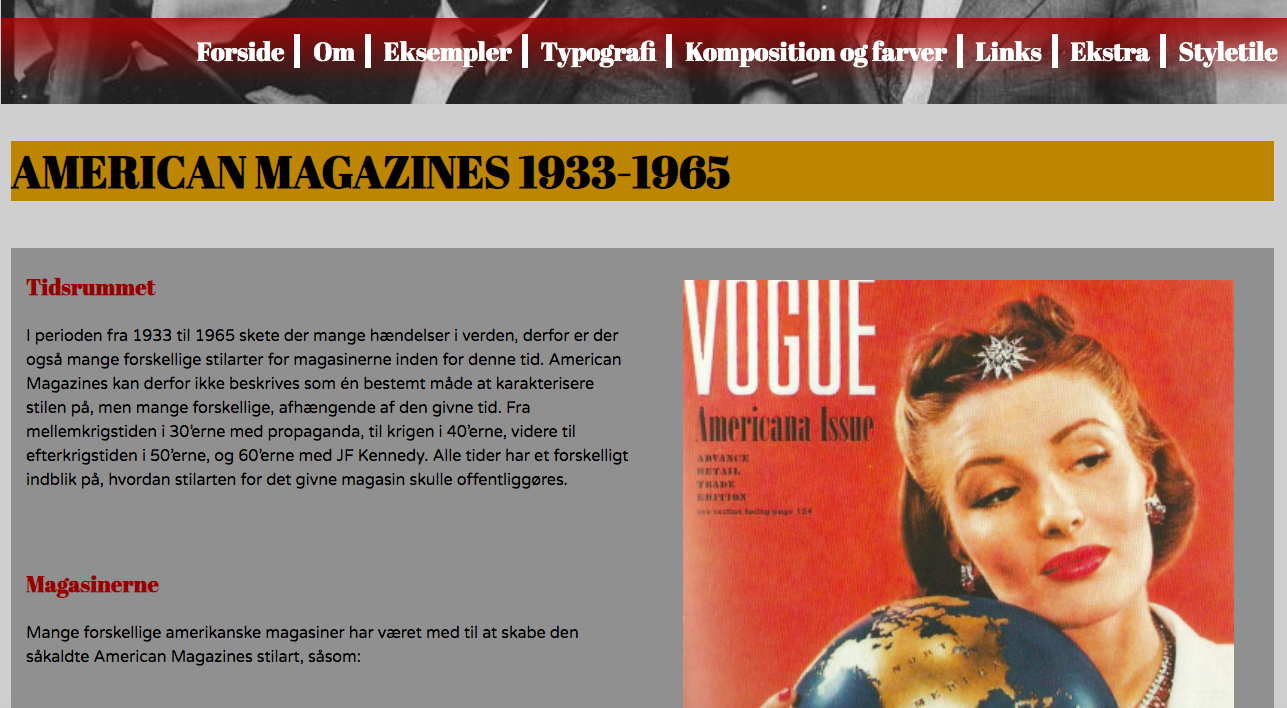 Forside Om Eksempler Typografi Komposition og farver Links Ekstra Styletile
AMERICAN MAGAZINES 1933-1965
Tidsrummet
I perioden fra 1933 til 1965 skete der mange hændelser i verden, derfor er der
også mange forskellige stilarter for magasinerne inden for denne tid. American
Magazines kan derfor ikke beskrives som én bestemt måde at karakterisere
stilen på, men mange forskellige, afhængende af den givne tid. Fra
mellemkrigstiden i 30'erne med propaganda, til krigen i 40'erne, videre til
efterkrigstiden i 50'erne, og 60'erne med JF Kennedy. Alle tider har et forskelligt
indblik på, hvordan stilarten for det givne magasin skulle offentliggøres.
Magasinerne
Mange forskellige amerikanske magasiner har været med til at skabe den
såkaldte American Magazines stilart, såsom:
VOGUE
Americana Issue
ADVANCE
RETAIL
TRADE
EDITION
see section facing page 154
NORTH
AMERICA